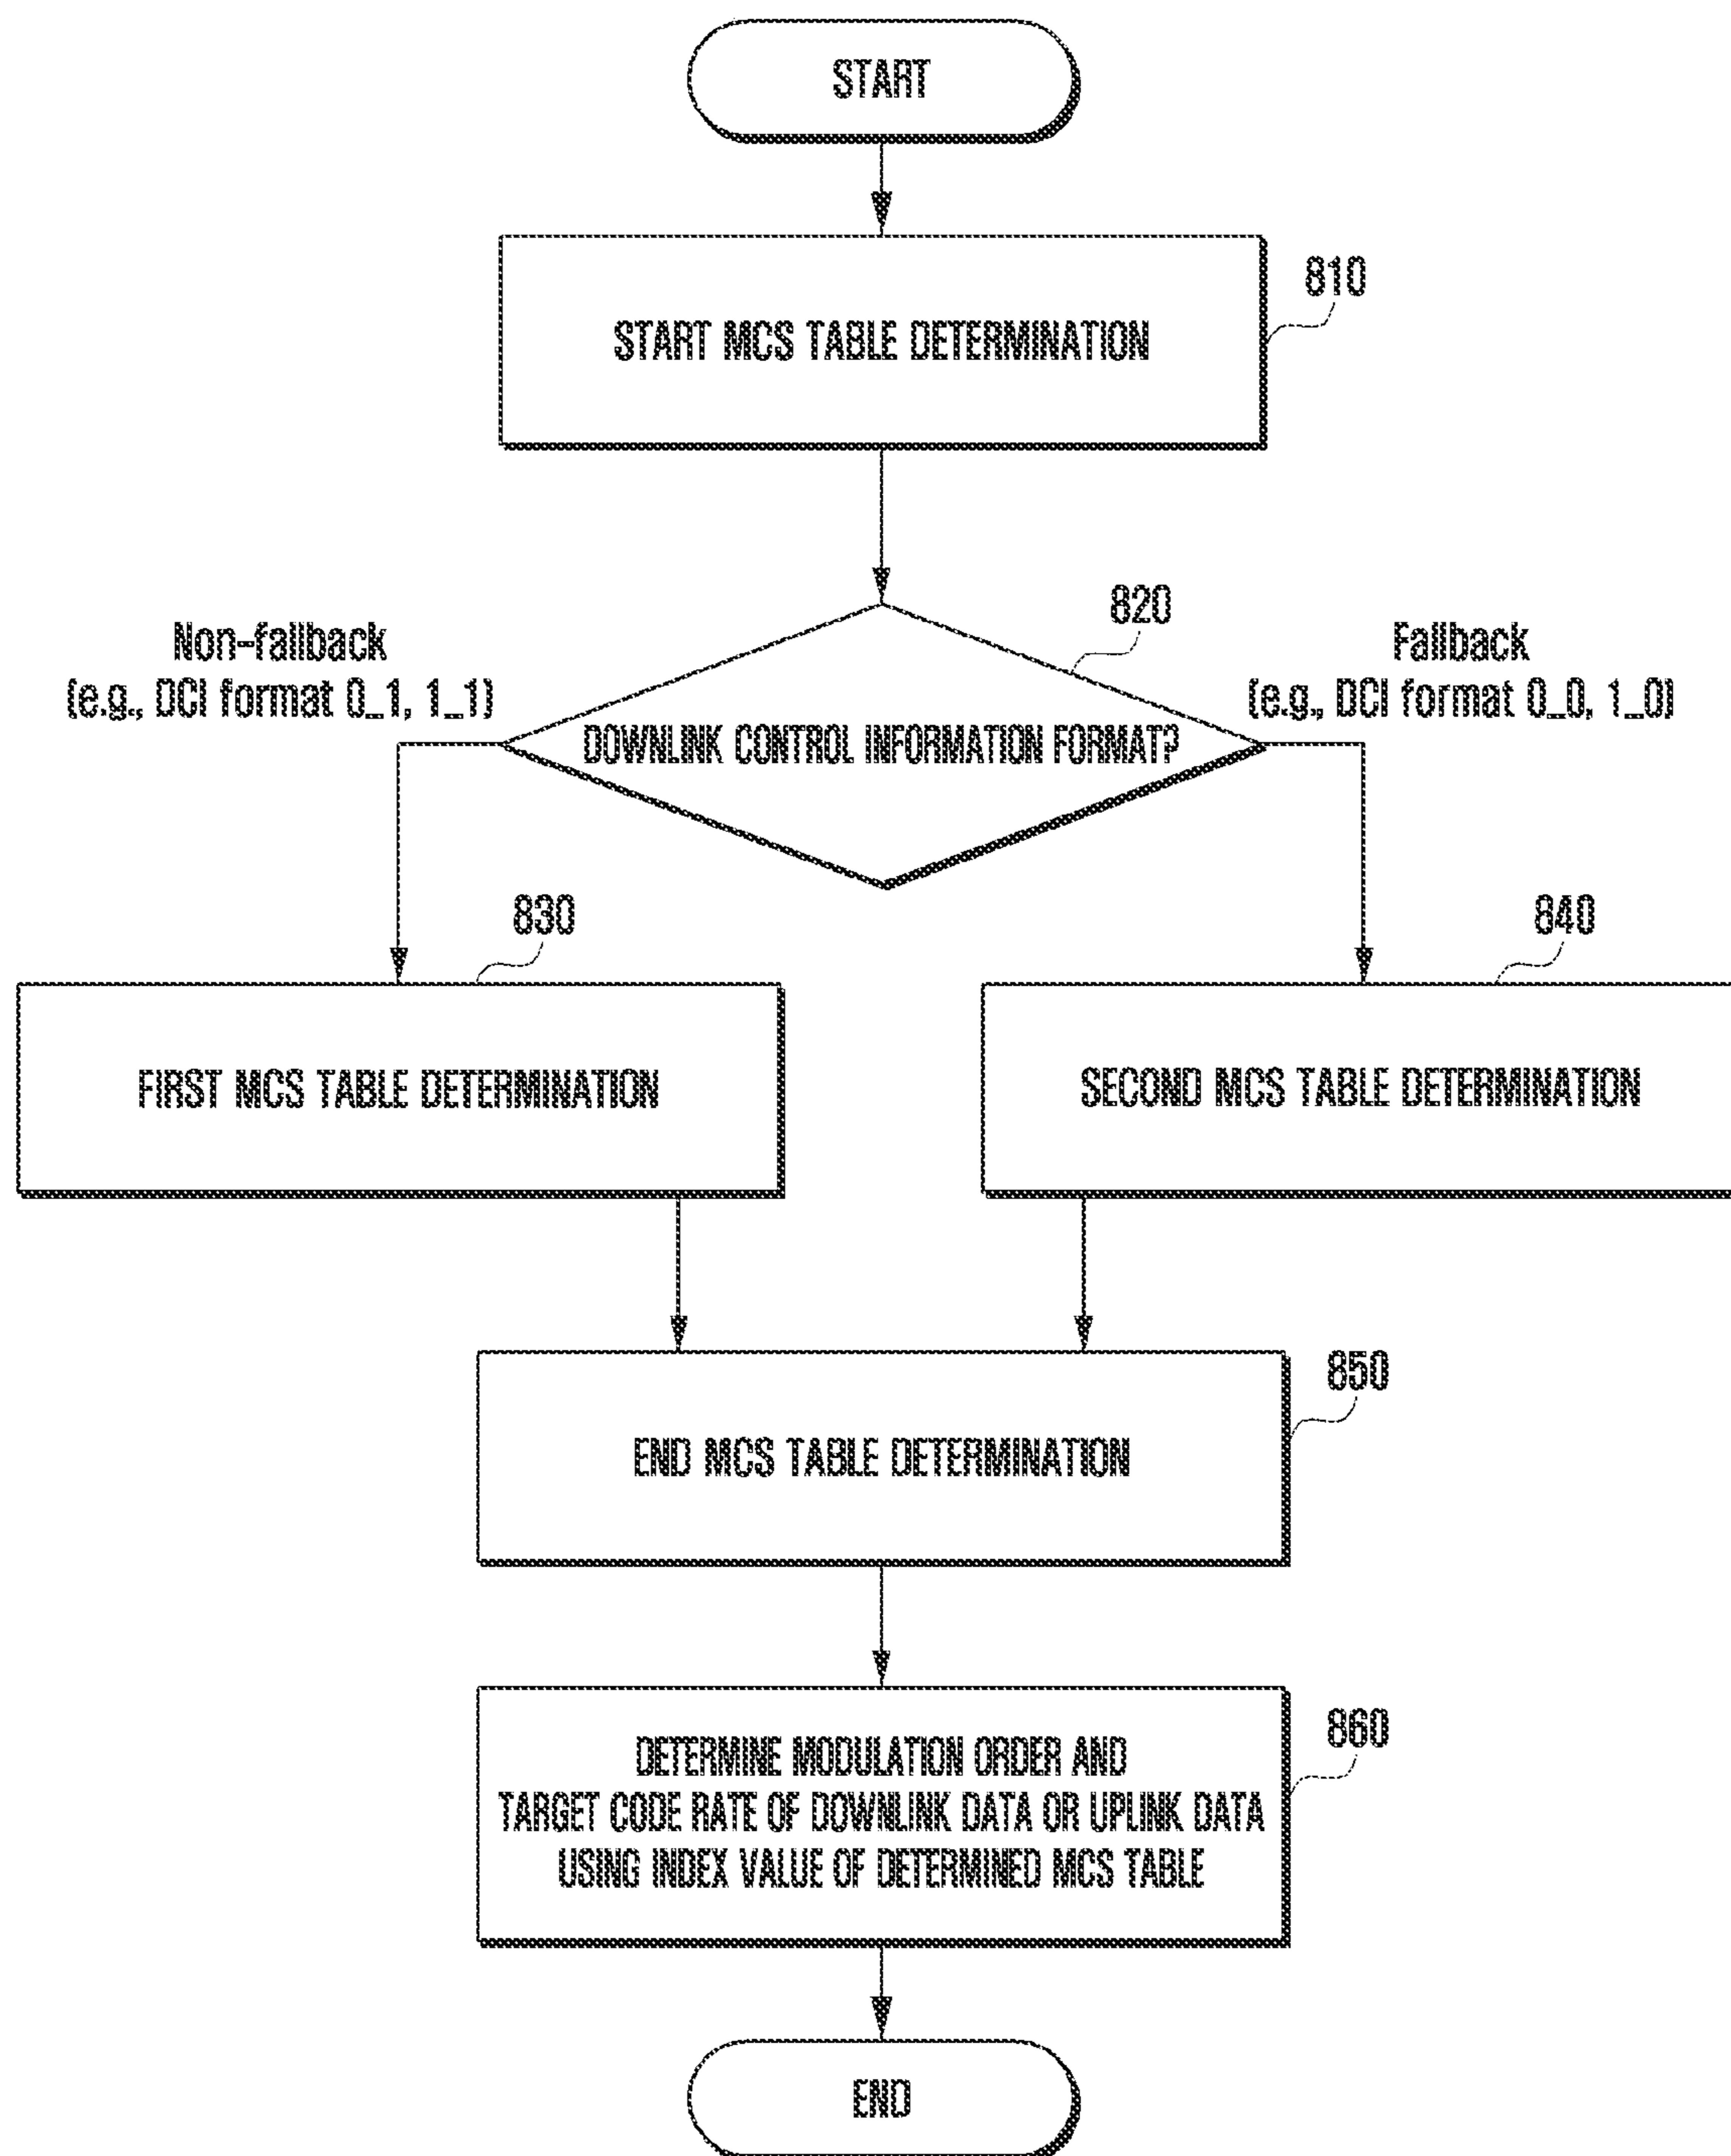 START
810
START MCS TABLE DETERMINATION
820
Non-fallback
(e.g., DCI format 0_1, 1_1)
Fallback
(e.g., DCI format 0_0, 1_0)
DOWNLINK CONTROL INFORMATION FORMAT?
830
840
FIRST MCS TABLE DETERMINATION
SECOND MCS TABLE DETERMINATION
850
END MCS TABLE DETERMINATION
860
DETERMINE MODULATION ORDER AND
TARGET CODE RATE OF DOWNLINK DATA OR UPLINK DATA
USING INDEX VALUE OF DETERMINED MCS TABLE
END